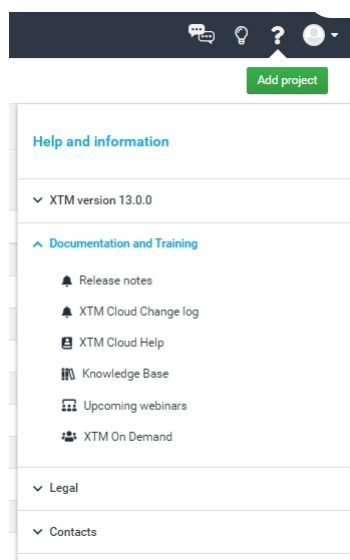 Add project
Help and information
XTM version 13.0.0
Documentation and Training
Release notes
XTM Cloud Change log
XTM Cloud Help
Knowledge Base
Upcoming webinars
XTM On Demand
Legal
Contacts